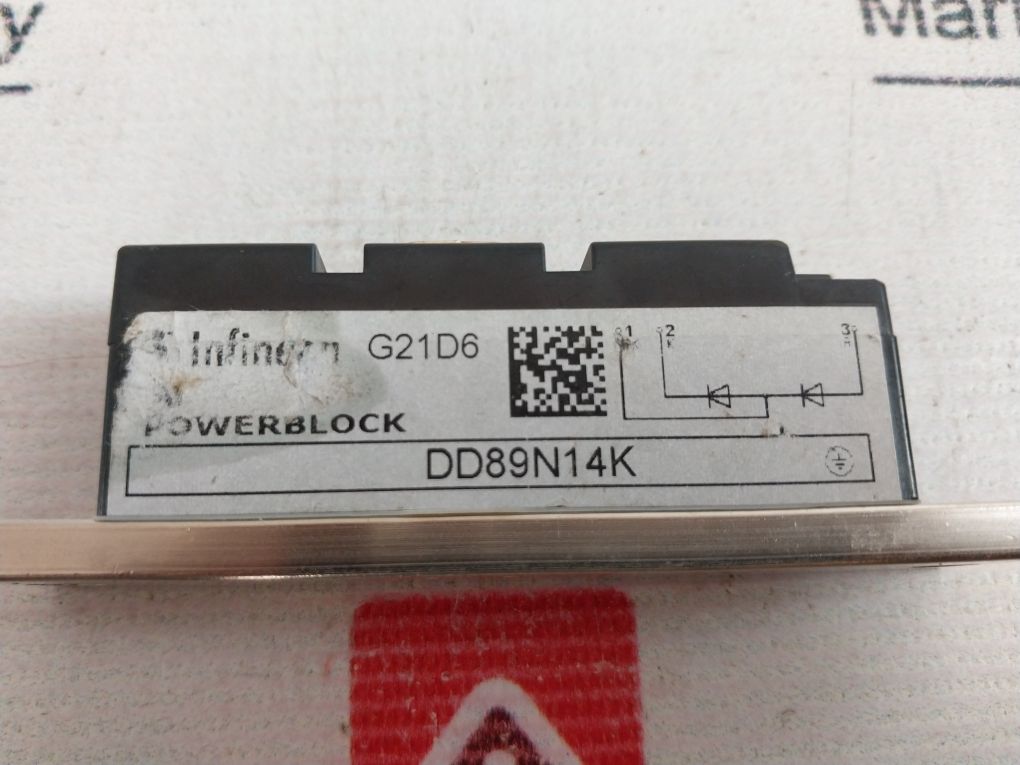 Infineon G21D6
1 2 3
POWERBLOCK
DD89N14K